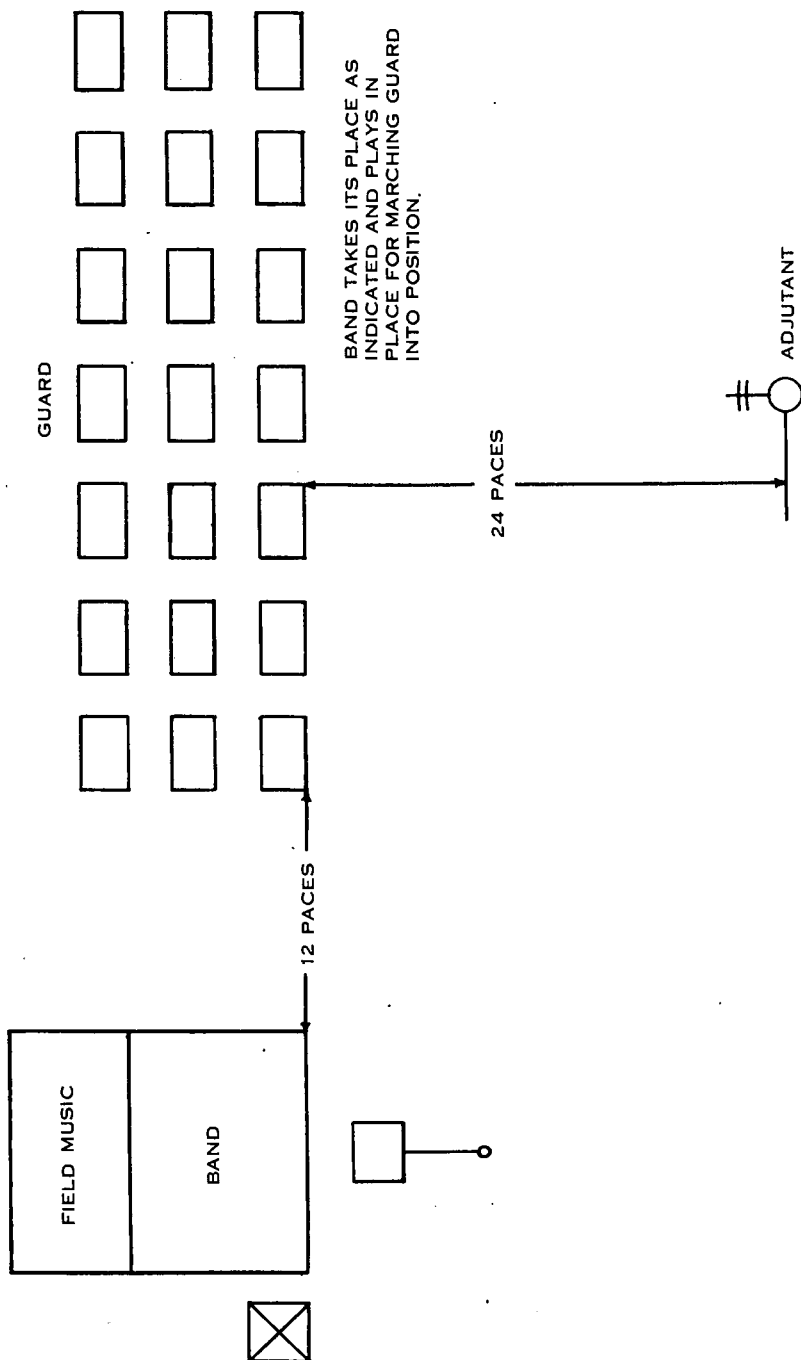 GUARD
BAND TAKES ITS PLACE AS
INDICATED AND PLAYS IN
PLACE FOR MARCHING GUARD
INTO POSITION.
FIELD MUSIC
BAND
12 PACES
24 PACES
ADJUTANT